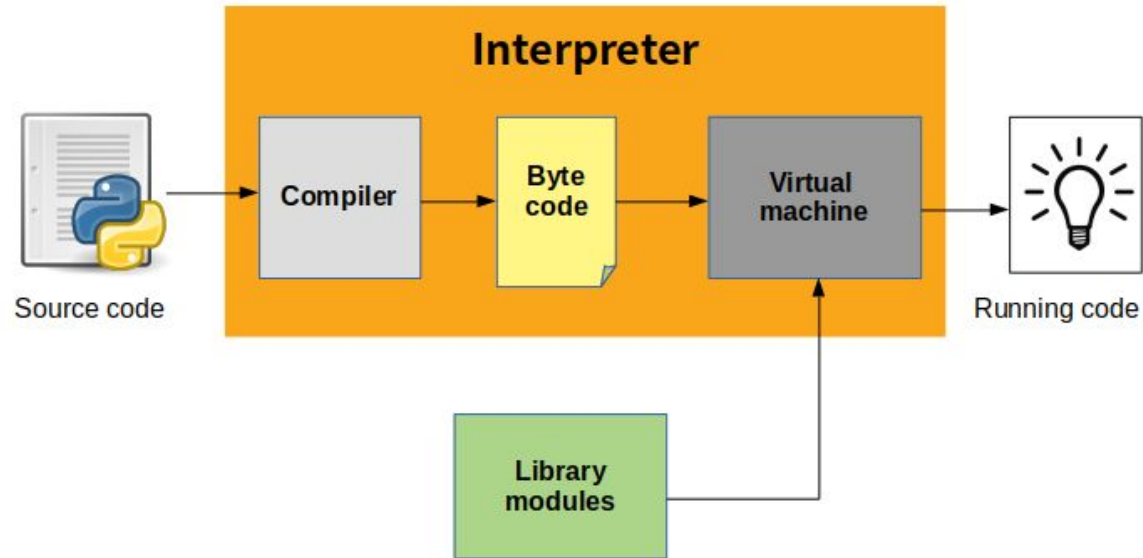 Interpreter
Compiler
Byte
code
Virtual
machine
Source code
Running code
Library
modules